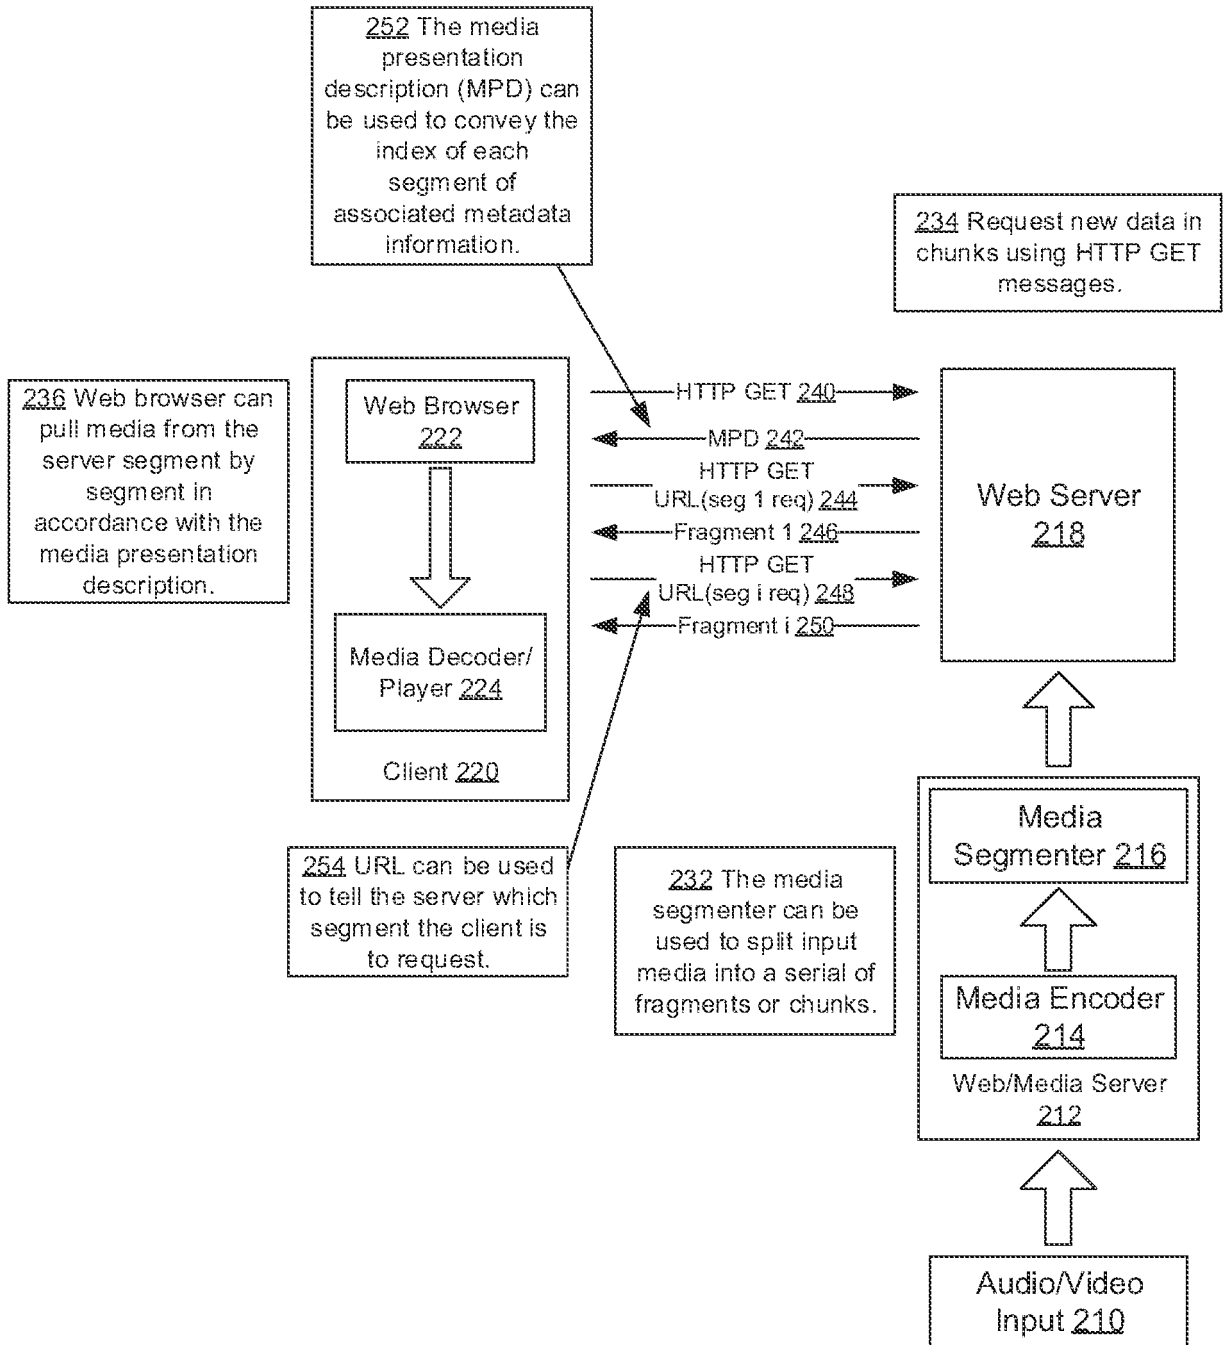 252 The media
presentation
description (MPD) can
be used to convey the
index of each
segment of
associated metadata
information.
234 Request new data in
chunks using HTTP GET
messages.
236 Web browser can
pull media from the
server segment by
segment in
accordance with the
media presentation
description.
Web Browser
222
Media Decoder/
Player 224
Client 220
HTTP GET 240
MPD 242
HTTP GET
URL(seg 1 req) 244
Fragment 1 246
HTTP GET
URL(seg i req) 248
Fragment i 250
Web Server
218
254 URL can be used
to tell the server which
segment the client is
to request.
232 The media
segmenter can be
used to split input
media into a serial of
fragments or chunks.
Media
Segmenter 216
Media Encoder
214
Web/Media Server
212
Audio/Video
Input 210